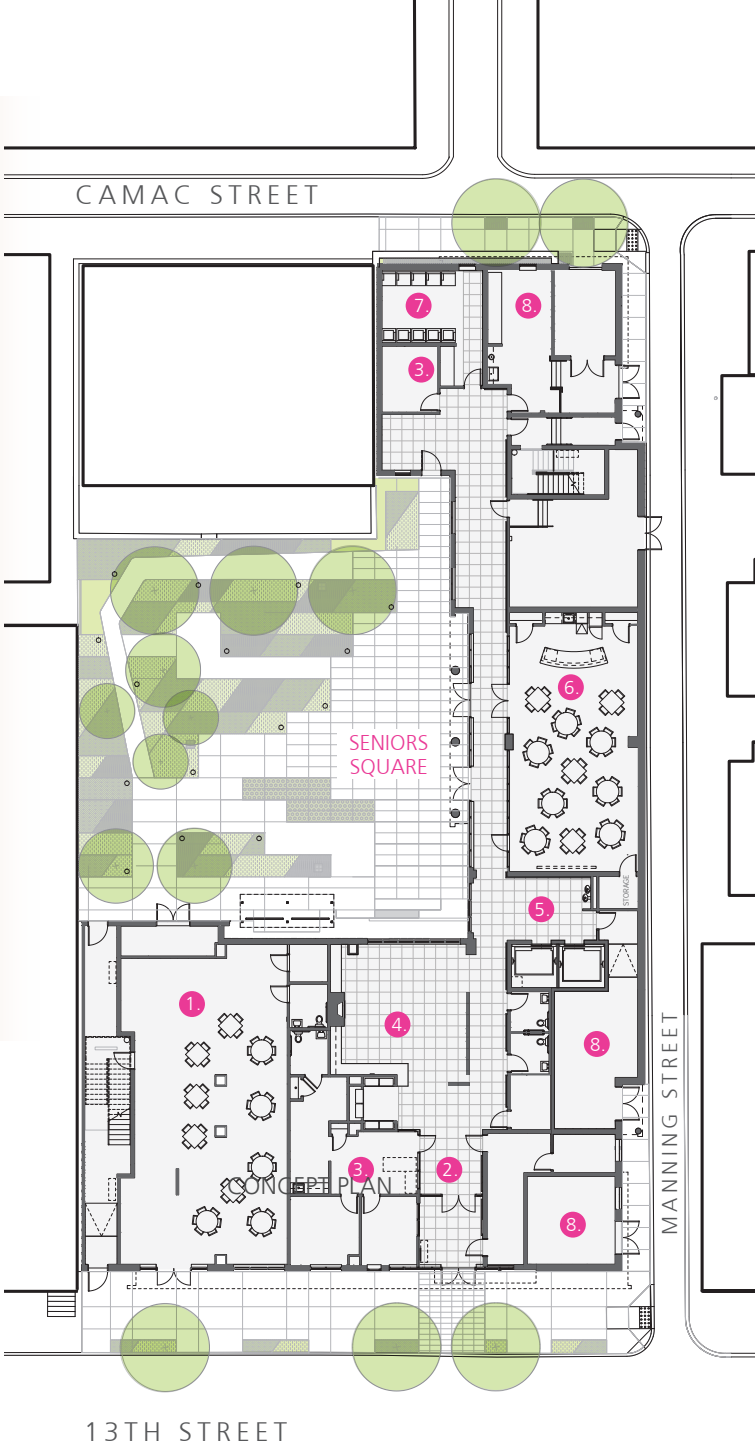 CAMAC STREET
7.
8.
3.
6.
SENIORS
SQUARE
STORAGE
5.
1.
4.
8.
MANNING STREET
3.
2.
CONCEPT PLAN
8.
13TH STREET